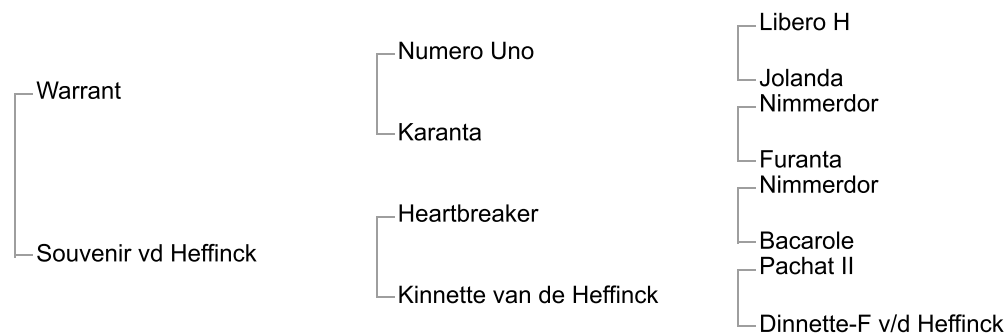 Libero H
Numero Uno
Jolanda
Warrant
Nimmerdor
Karanta
Furanta
Nimmerdor
Heartbreaker
Bacarole
Souvenir vd Heffinck
Pachat II
Kinnette van de Heffinck
Dinnette-F v/d Heffinck